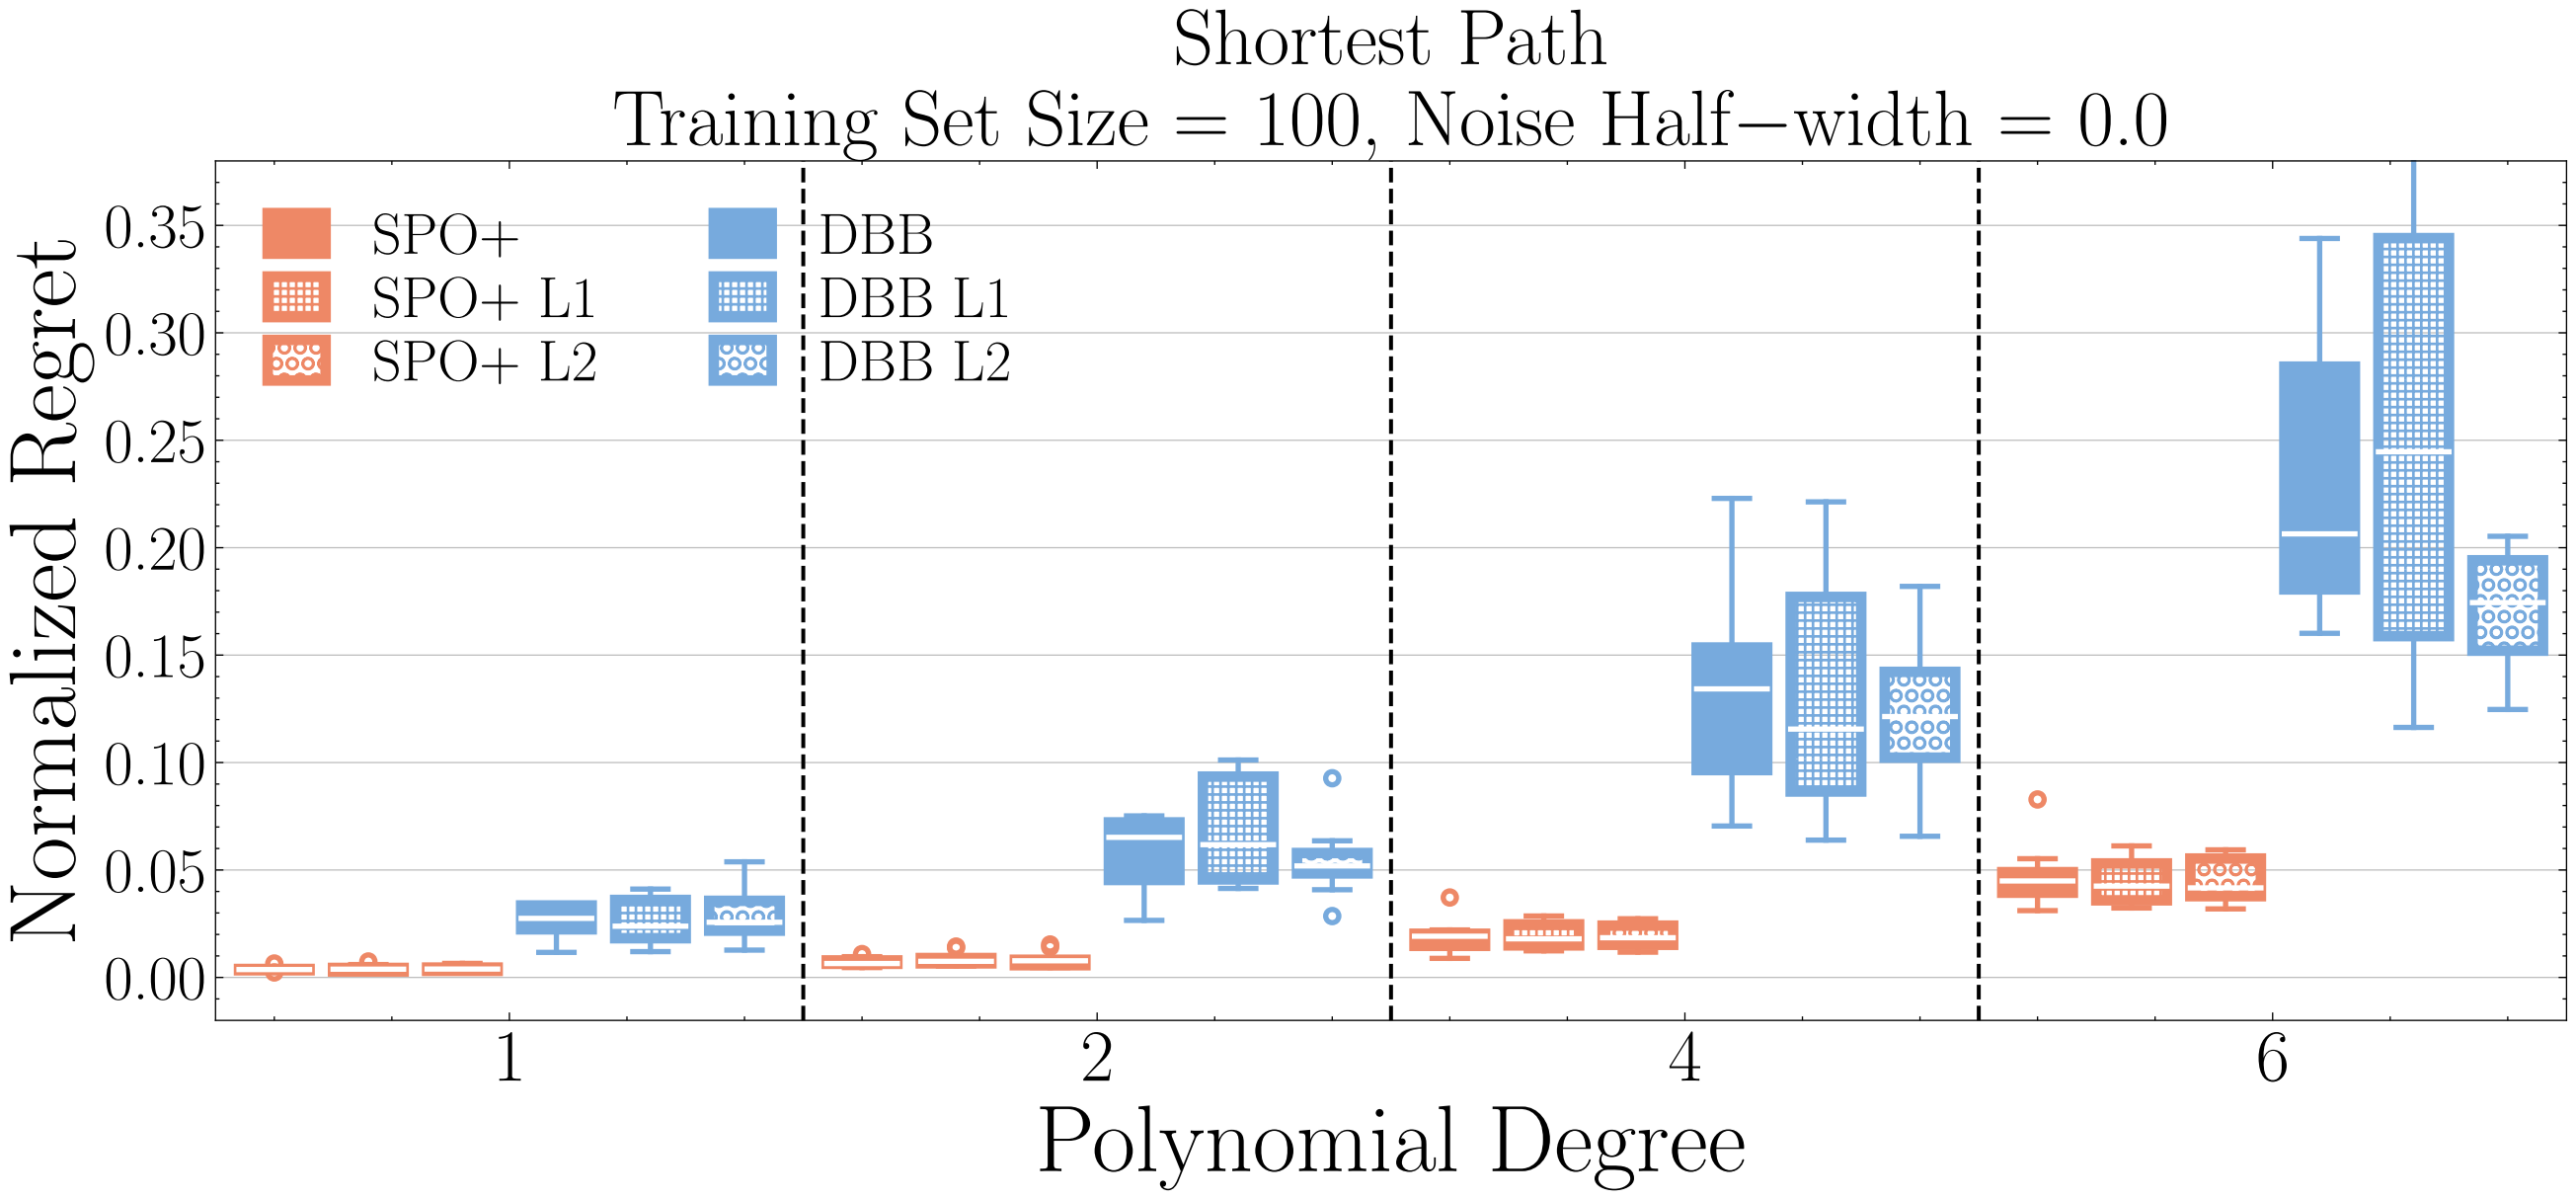 Shortest Path
Training Set Size = 100, Noise Half−width = 0.0
Normalized Regret
0.35
0.30
0.25
0.20
0.15
0.10
0.05
0.00
SPO+
SPO+ L1
SPO+ L2
DBB
DBB L1
DBB L2
1 2 4 6
Polynomial Degree